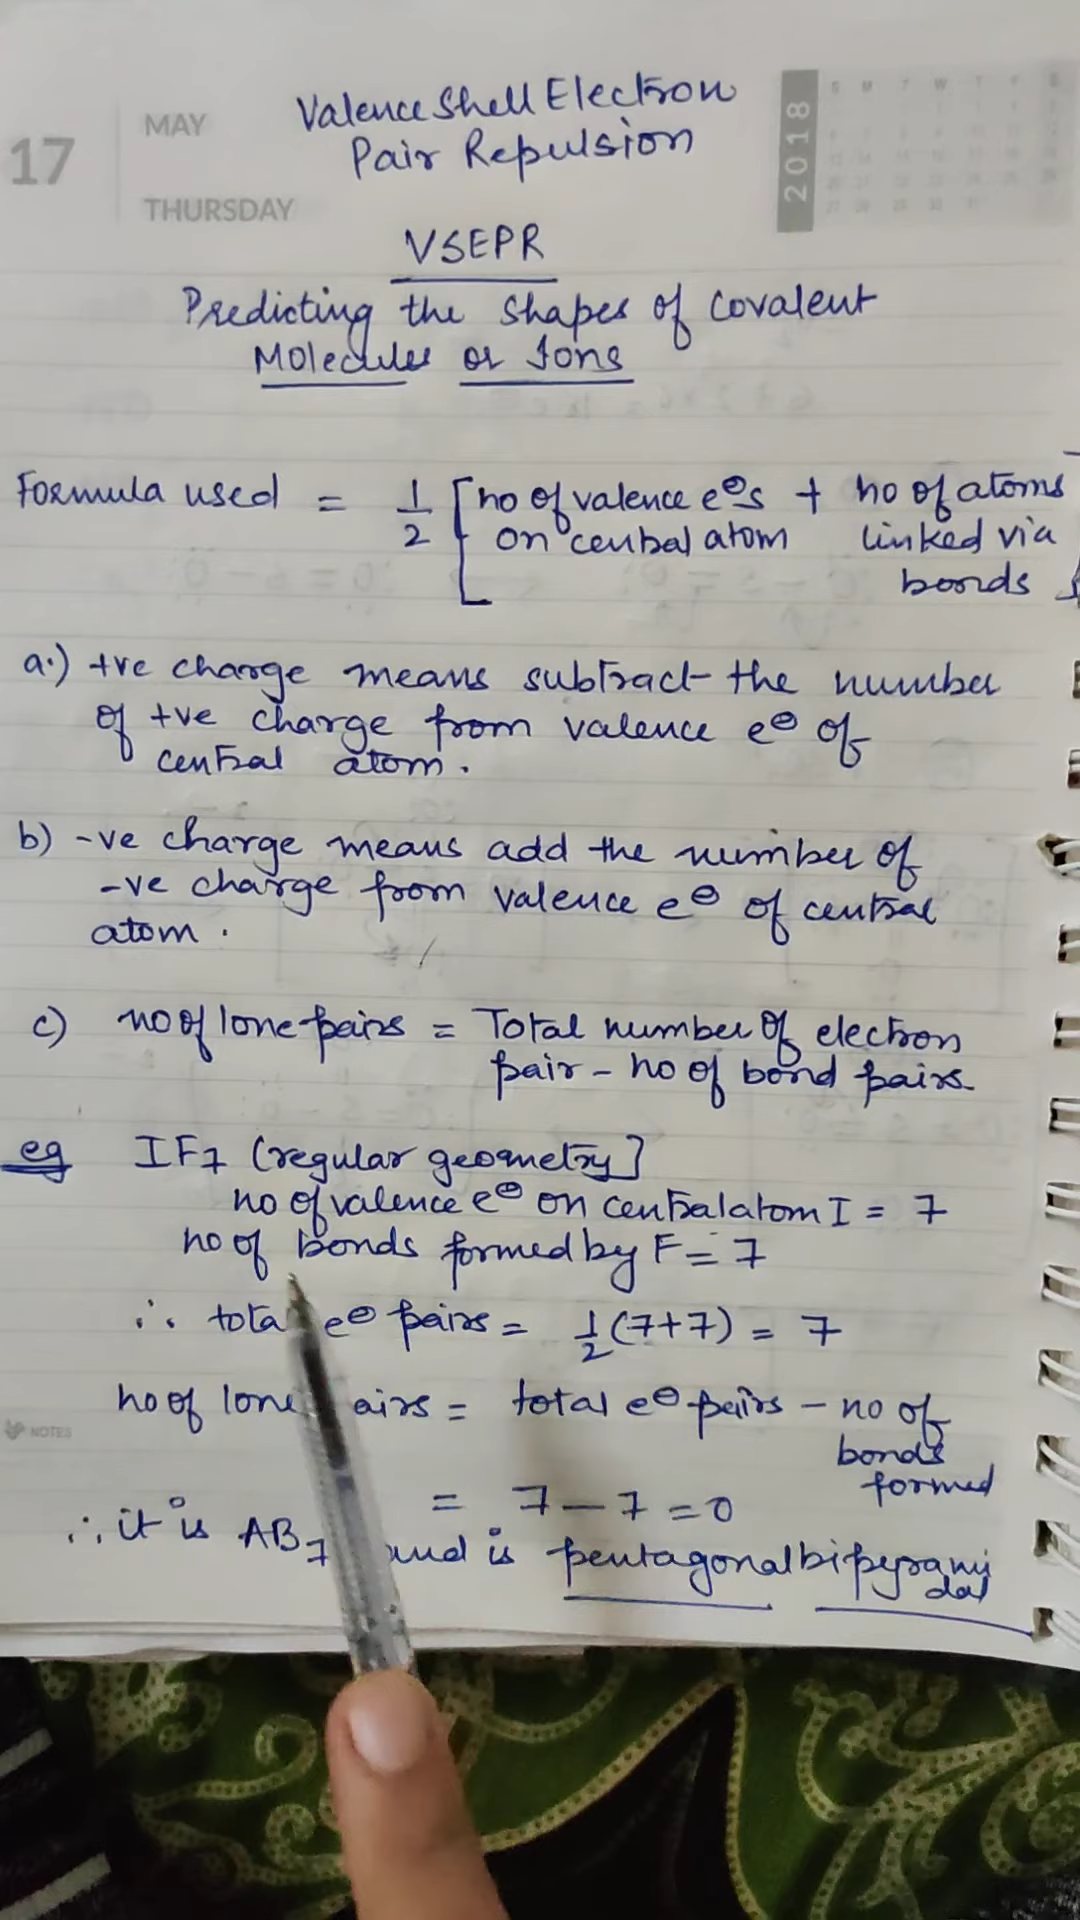 17
MAY
THURSDAY
2018
Valence Shell Electron
Pair Repulsion
VSEPR
Predicting the Shapes of Covalent
Molecules or Ions
Formula used = 1/2 [no of valence e⊖s + no of atoms
on central atom linked via
bonds
a.) +ve charge means subtract the number
of +ve charge from valence e⊖ of
central atom.
b) -ve charge means add the number of
-ve charge from valence e⊖ of central
atom.
c) no of lone pairs = Total number of electron
pair - no of bond pairs
eg IF7 (regular geometry]
no of valence e⊖ on central atom I = 7
no of bonds formed by F = 7
∴ total e⊖ pairs = 1/2 (7+7) = 7
no of lone airs = total e⊖ pairs - no of
bonds
formed
= 7 - 7 = 0
∴ it is AB7 and is pentagonal bipyrami
dal
NOTES